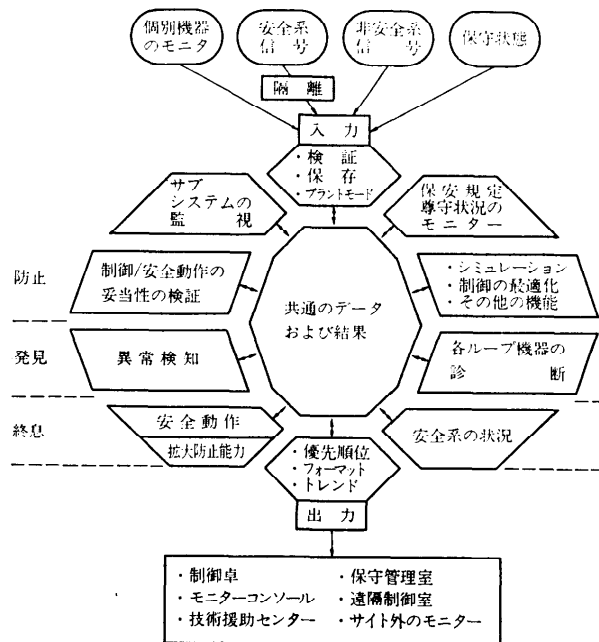 個別機器
のモニタ
安全系
信号
非安全系
信号
保守状態
隔離
入力
・検証
・保存
・プラントモード
サブ
システムの
監視
保安規定
尊守状況の
モニター
防止
制御/安全動作の
妥当性の検証
共通のデータ
および結果
・シミュレーション
・制御の最適化
・その他の機能
発見
異常検知
各ループ機器の
診断
終息
安全動作
拡大防止能力
・優先順位
・フォーマット
・トレンド
安全系の状況
出力
・制御卓
・モニターコンソール
・技術援助センター
・保守管理室
・遠隔制御室
・サイト外のモニター